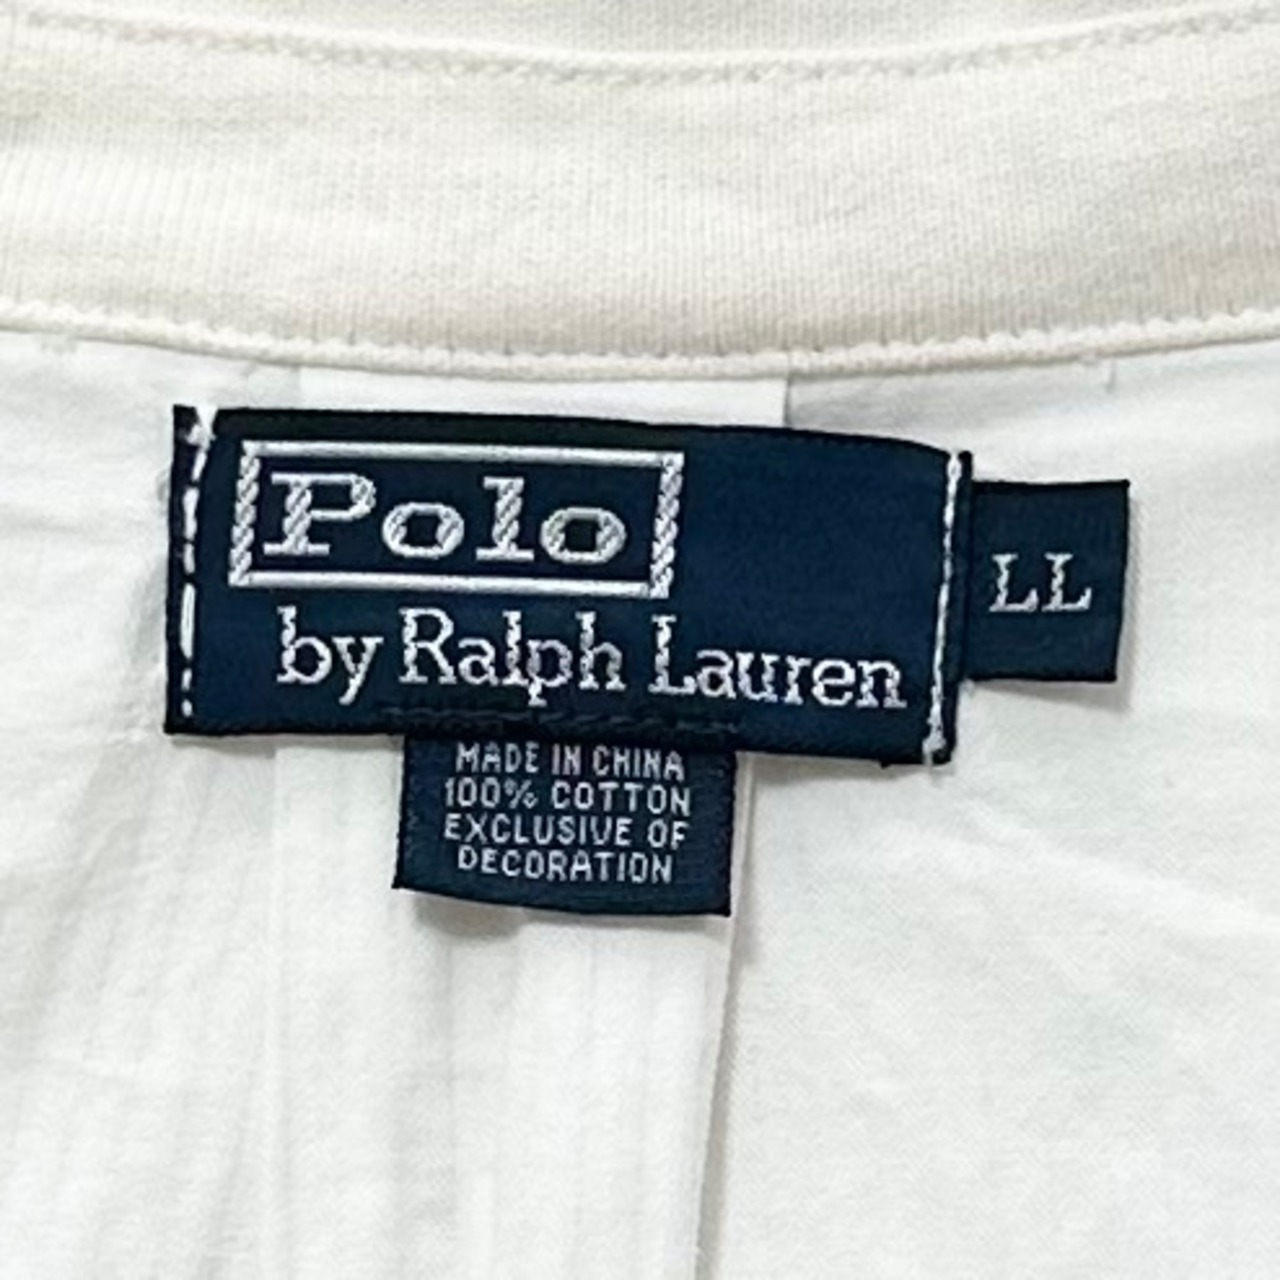 Polo
by Ralph Lauren
LL
MADE IN CHINA
100% COTTON
EXCLUSIVE OF
DECORATION